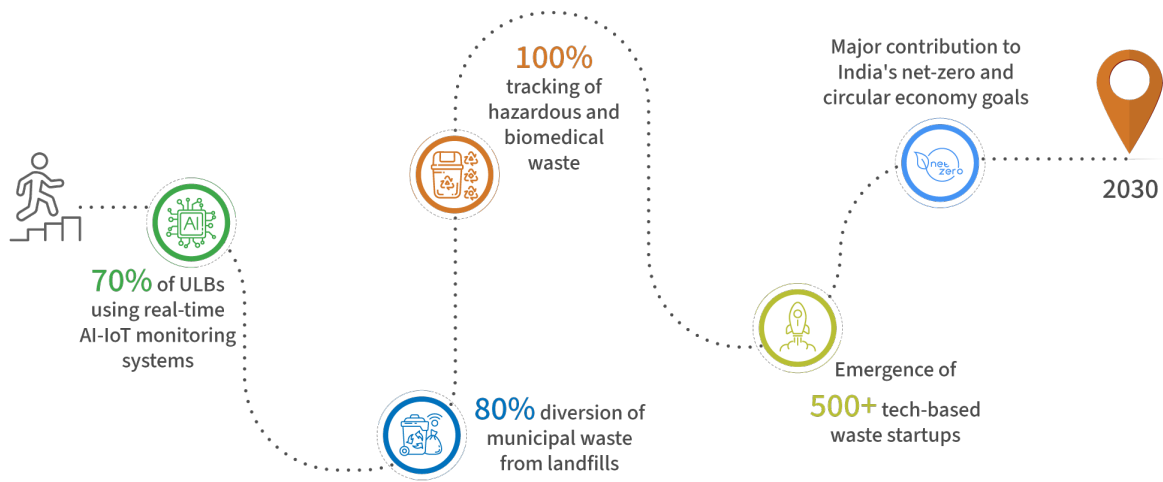 AI
70% of ULBs
using real-time
AI-IoT monitoring
systems
80% diversion of
municipal waste
from landfills
100%
tracking of
hazardous and
biomedical
waste
Emergence of
500+ tech-based
waste startups
net
zero
Major contribution to
India's net-zero and
circular economy goals
2030